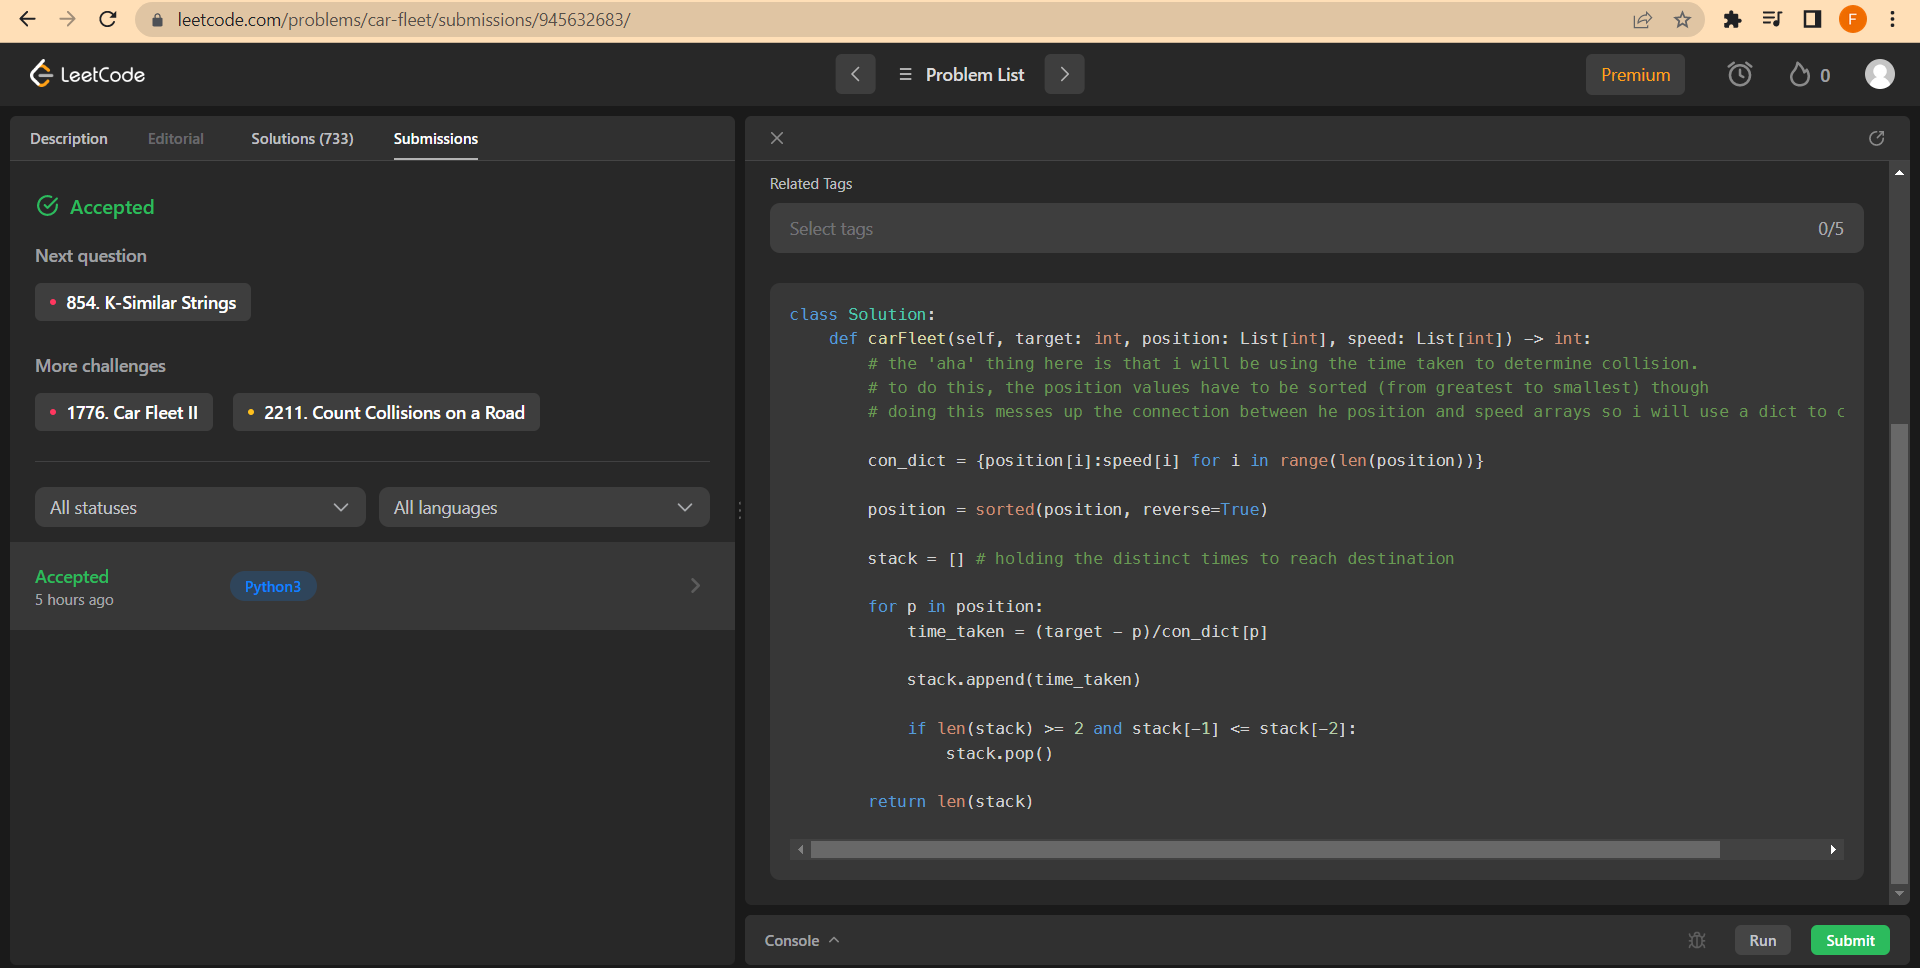 leetcode.com/problems/car-fleet/submissions/945632683/
F
LeetCode
Problem List
Premium
0
Description Editorial Solutions (733) Submissions
Accepted
Next question
854. K-Similar Strings
More challenges
1776. Car Fleet II 2211. Count Collisions on a Road
All statuses All languages
Accepted
5 hours ago
Python3
Related Tags
Select tags 0/5
class Solution:
def carFleet(self, target: int, position: List[int], speed: List[int]) -> int:
# the 'aha' thing here is that i will be using the time taken to determine collision.
# to do this, the position values have to be sorted (from greatest to smallest) though
# doing this messes up the connection between he position and speed arrays so i will use a dict to c
con_dict = {position[i]:speed[i] for i in range(len(position))}
position = sorted(position, reverse=True)
stack = [] # holding the distinct times to reach destination
for p in position:
time_taken = (target - p)/con_dict[p]
stack.append(time_taken)
if len(stack) >= 2 and stack[-1] <= stack[-2]:
stack.pop()
return len(stack)
Console Run Submit